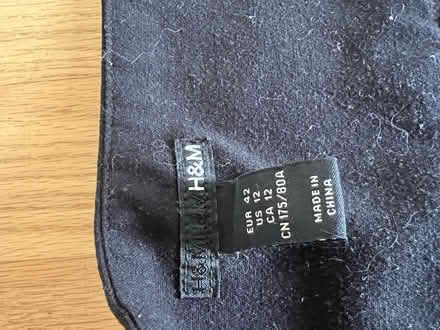 H&M
H&M
EUR 42
US 12
CA 12
CN 175/80A
MADE IN
CHINA